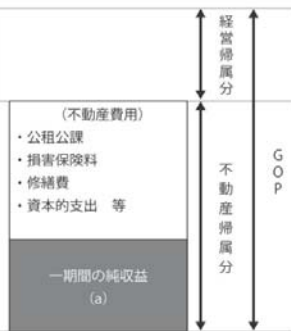 経営帰属分
(不動産費用)
・公租公課
・損害保険料
・修繕費
・資本的支出 等
不動産帰属分
GOP
一期間の純収益
(a)